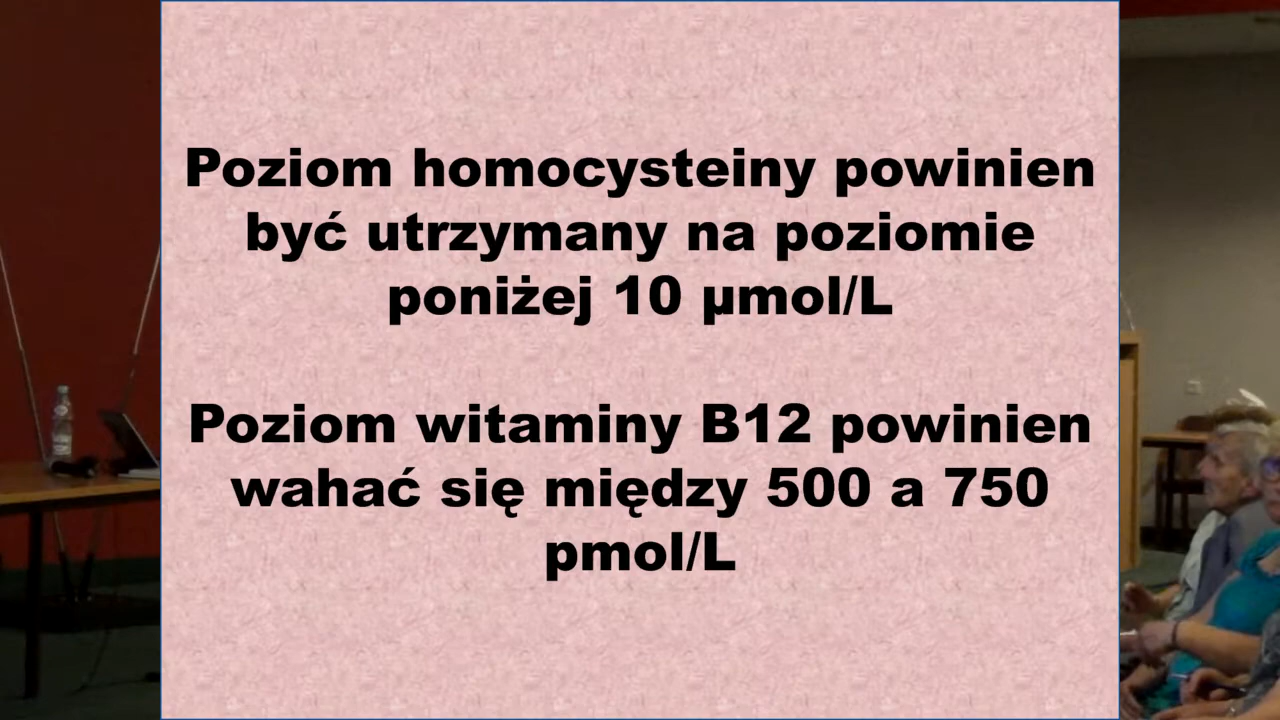 Poziom homocysteiny powinien
być utrzymany na poziomie
poniżej 10 µmol/L
Poziom witaminy B12 powinien
wahać się między 500 a 750
pmol/L